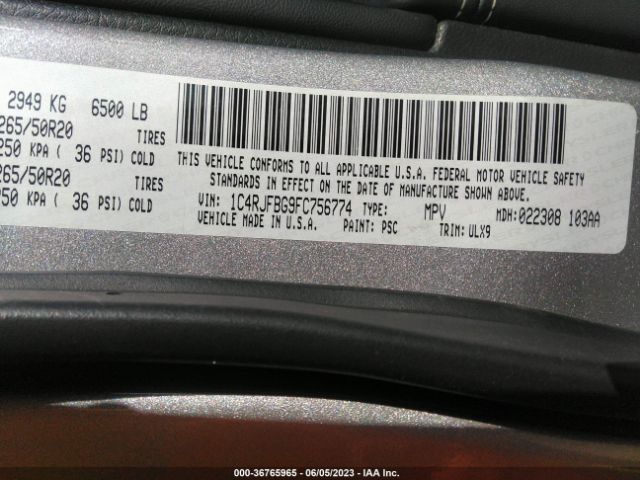 2949 KG 6500 LB
265/50R20 TIRES
250 KPA ( 36 PSI) COLD
265/50R20 TIRES
250 KPA ( 36 PSI) COLD
THIS VEHICLE CONFORMS TO ALL APPLICABLE U.S.A. FEDERAL MOTOR VEHICLE SAFETY
STANDARDS IN EFFECT ON THE DATE OF MANUFACTURE SHOWN ABOVE.
VIN: 1C4RJFBG9FC756774 TYPE: MPV MDH: 022308 103AA
VEHICLE MADE IN U.S.A. PAINT: PSC TRIM: ULX9
000-36765965 - 06/05/2023 - IAA Inc.